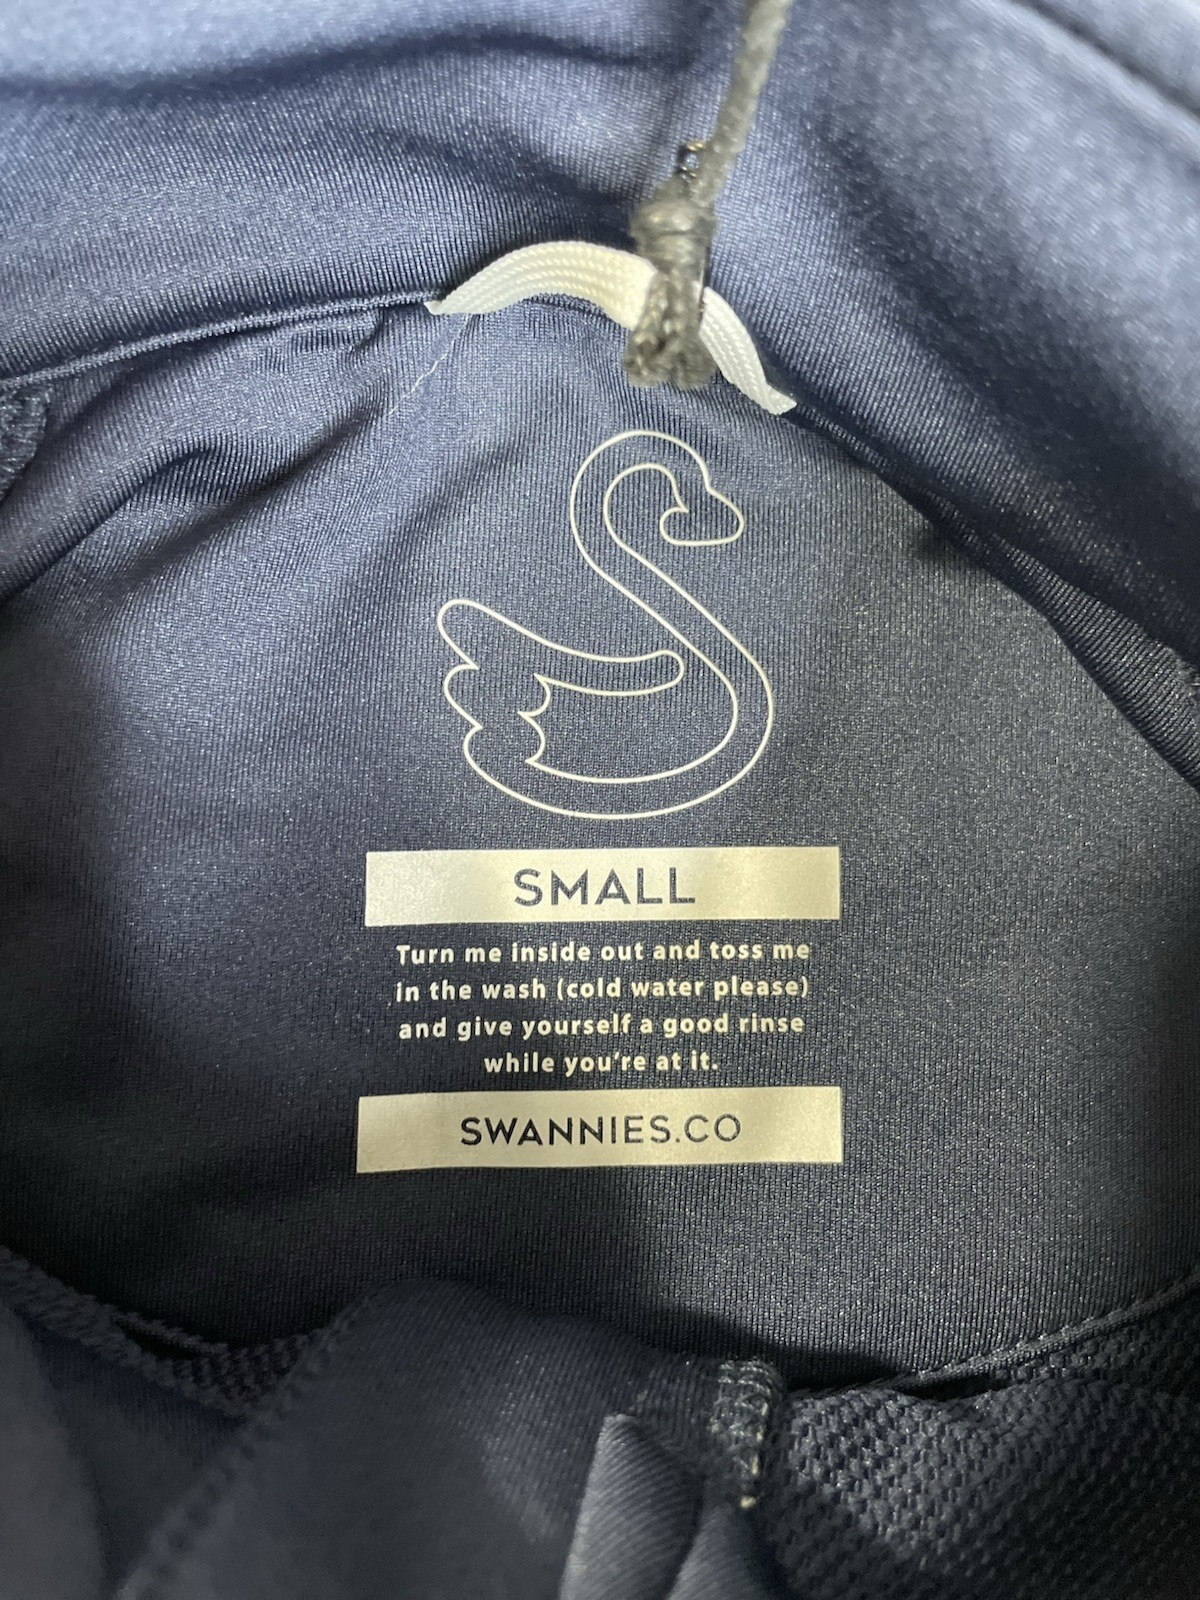 SMALL
Turn me inside out and toss me
in the wash (cold water please)
and give yourself a good rinse
while you're at it.
SWANNIES.CO